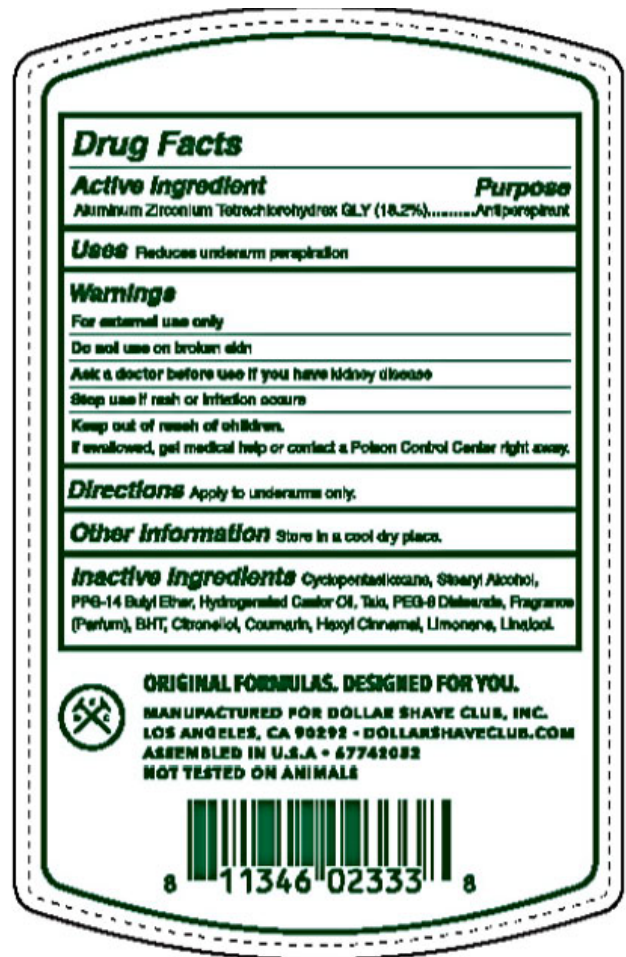 Drug Facts
Active Ingredient Purpose
Aluminum Zirconium Tetrachlorohydrex GLY (18.2%)..........Antiperspirant
Uses Reduces underarm perspiration
Warnings
For external use only
Do not use on broken skin
Ask a doctor before use if you have kidney disease
Stop use if rash or irritation occurs
Keep out of reach of children.
If swallowed, get medical help or contact a Poison Control Center right away.
Directions Apply to underarms only.
Other Information Store in a cool dry place.
Inactive Ingredients Cyclopentasiloxane, Stearyl Alcohol,
PPG-14 Butyl Ether, Hydrogenated Castor Oil, Talc, PEG-8 Distearate, Fragrance
(Parfum), BHT, Citronellol, Coumarin, Hexyl Cinnamal, Limonene, Linalool.
ORIGINAL FORMULAS. DESIGNED FOR YOU.
MANUFACTURED FOR DOLLAR SHAVE CLUB, INC.
LOS ANGELES, CA 90292 • DOLLARSHAVECLUB.COM
ASSEMBLED IN U.S.A • 67742082
NOT TESTED ON ANIMALS
8 11346 02333 8